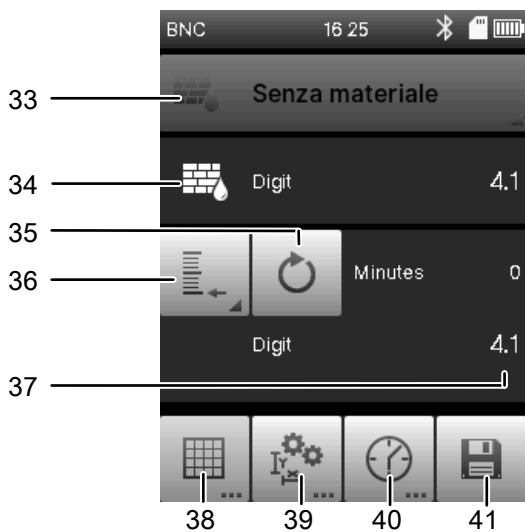 BNC 16 25
33 Senza materiale
34 Digit 4.1
35
36 Minutes 0
Digit 4.1
37
38 39 40 41